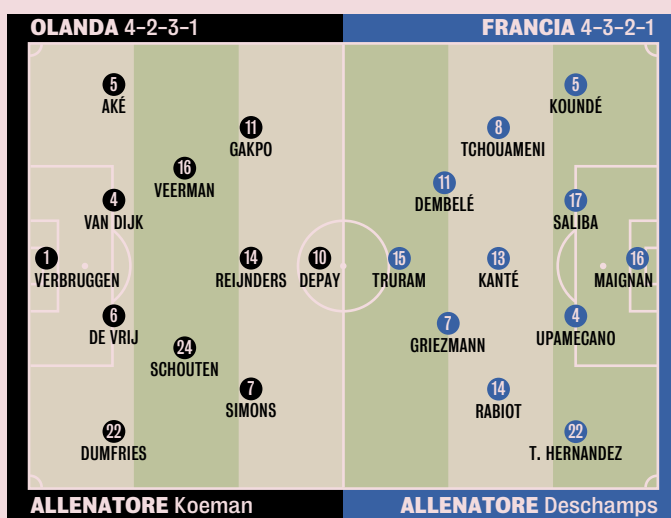 OLANDA 4-2-3-1
FRANCIA 4-3-2-1
5
AKÉ
11
GAKPO
16
VEERMAN
4
VAN DIJK
1
VERBRUGGEN
14
REIJNDERS
10
DEPAY
6
DE VRIJ
24
SCHOUTEN
7
SIMONS
22
DUMFRIES
5
KOUNDÉ
8
TCHOUAMENI
11
DEMBELÉ
17
SALIBA
15
TRURAM
13
KANTÉ
16
MAIGNAN
7
GRIEZMANN
4
UPAMECANO
14
RABIOT
22
T. HERNANDEZ
ALLENATORE Koeman
ALLENATORE Deschamps